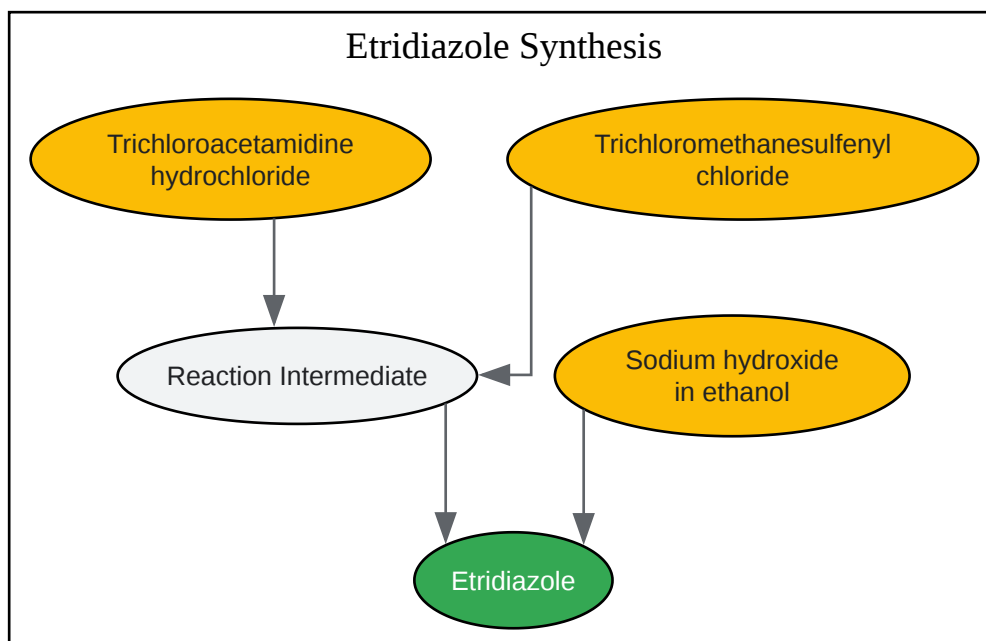 Etridiazole Synthesis
Trichloroacetamidine
hydrochloride
Trichloromethanesulfenyl
chloride
Reaction Intermediate
Sodium hydroxide
in ethanol
Etridiazole